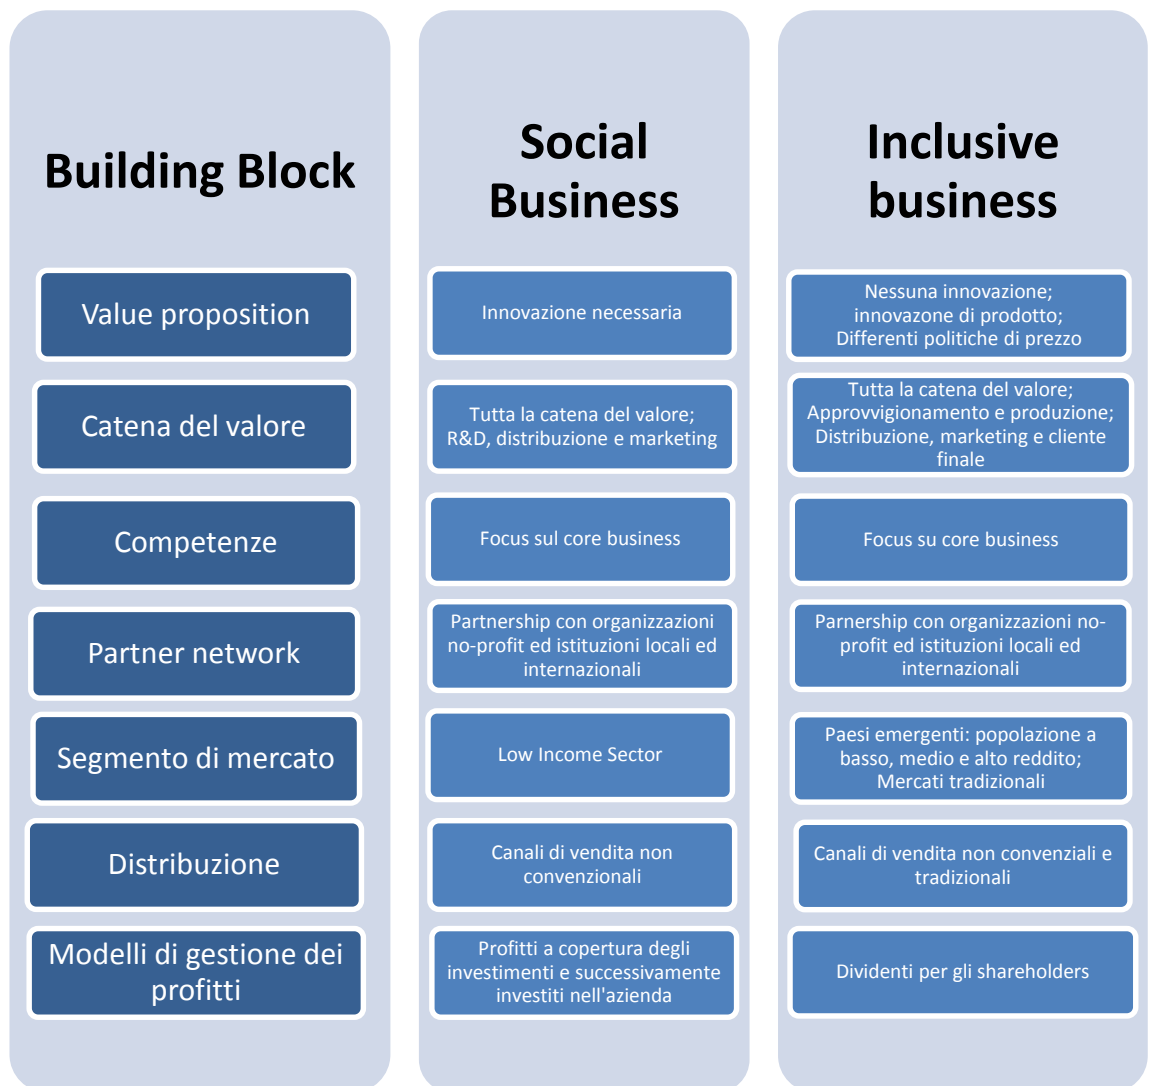 Building Block
Social
Business
Inclusive
business
Value proposition
Innovazione necessaria
Nessuna innovazione;
innovazone di prodotto;
Differenti politiche di prezzo
Catena del valore
Tutta la catena del valore;
R&D, distribuzione e marketing
Tutta la catena del valore;
Approvvigionamento e produzione;
Distribuzione, marketing e cliente
finale
Competenze
Focus sul core business
Focus su core business
Partner network
Partnership con organizzazioni
no-profit ed istituzioni locali ed
internazionali
Parnership con organizzazioni no-
profit ed istituzioni locali ed
internazionali
Segmento di mercato
Low Income Sector
Paesi emergenti: popolazione a
basso, medio e alto reddito;
Mercati tradizionali
Distribuzione
Canali di vendita non
convenzionali
Canali di vendita non convenziali e
tradizionali
Modelli di gestione dei
profitti
Profitti a copertura degli
investimenti e successivamente
investiti nell'azienda
Dividenti per gli shareholders